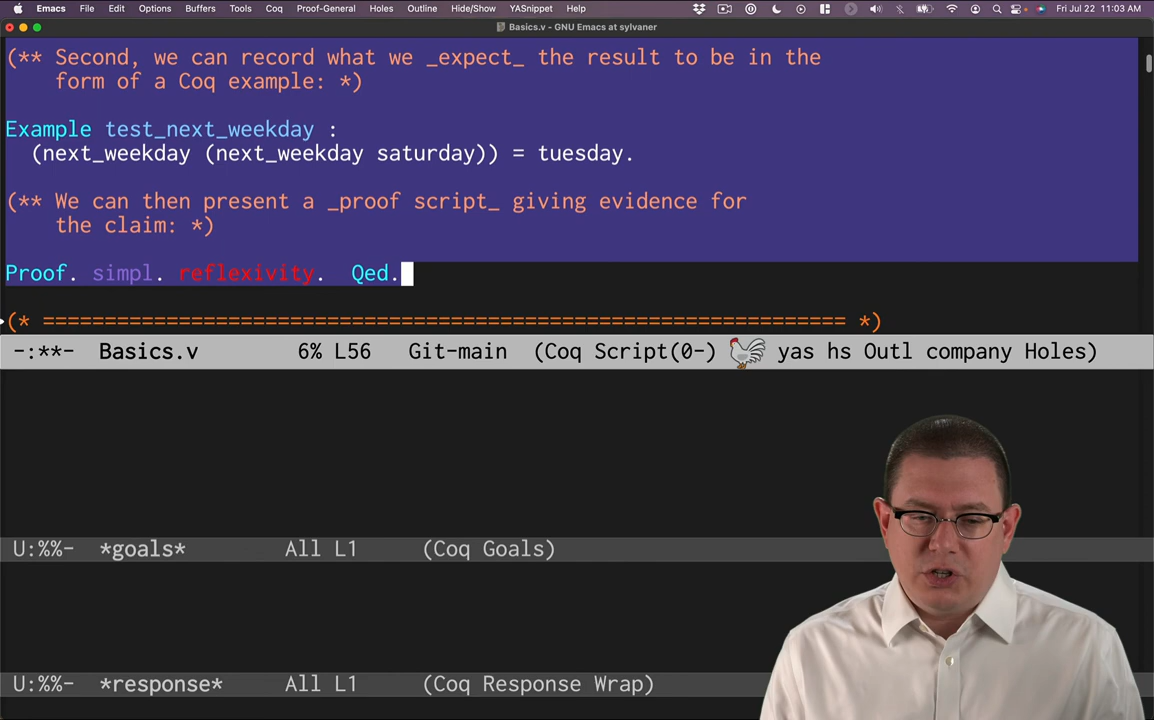 Emacs File Edit Options Buffers Tools Coq Proof-General Holes Outline Hide/Show YASnippet Help Fri Jul 22 11:03 AM
Basics.v - GNU Emacs at sylvaner
(** Second, we can record what we _expect_ the result to be in the
form of a Coq example: *)
Example test_next_weekday :
(next_weekday (next_weekday saturday)) = tuesday.
(** We can then present a _proof script_ giving evidence for
the claim: *)
Proof. simpl. reflexivity. Qed.
(* ================================================================= *)
-:**- Basics.v 6% L56 Git-main (Coq Script(0-) yas hs Outl company Holes)
U:%%- *goals* All L1 (Coq Goals)
U:%%- *response* All L1 (Coq Response Wrap)